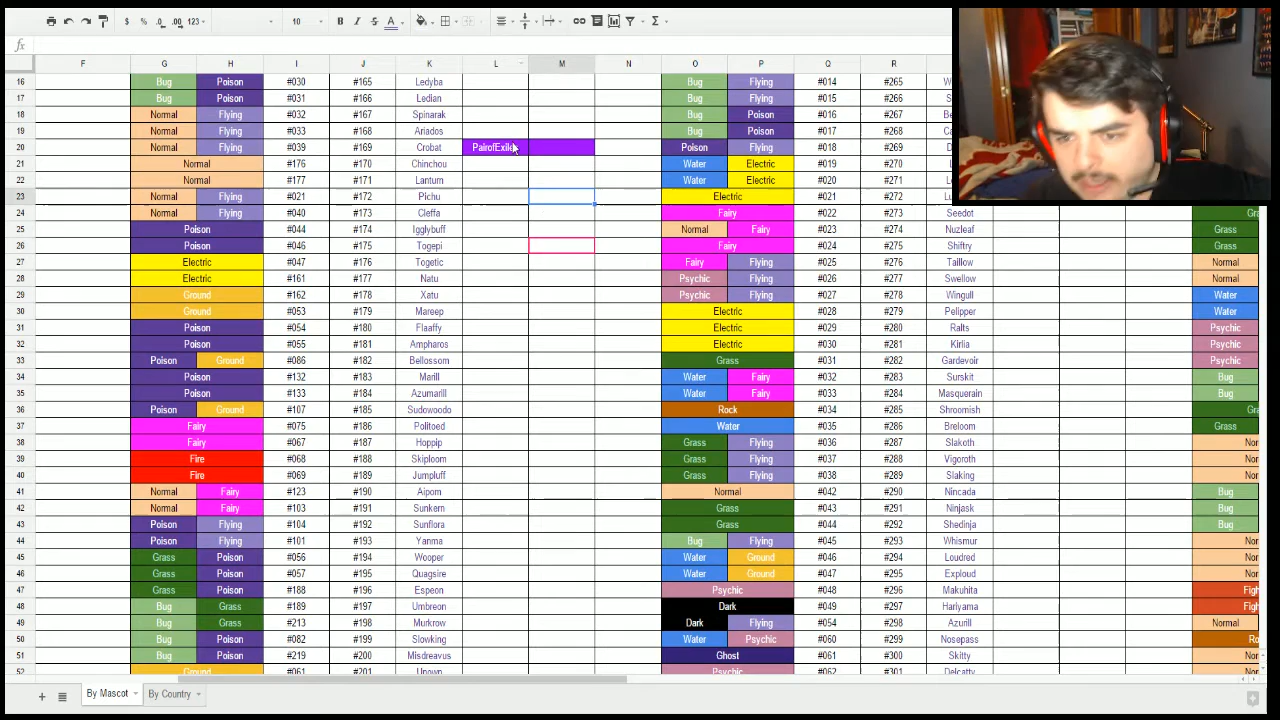 $ % .0 .00 123 10 B I S A
fx
F G H I J K L M N O P Q R
16 Bug Poison #030 #165 Ledyba Bug Flying #014 #265
17 Bug Poison #031 #166 Ledian Bug Flying #015 #266
18 Normal Flying #032 #167 Spinarak Bug Poison #016 #267
19 Normal Flying #033 #168 Ariados Bug Poison #017 #268
20 Normal Flying #039 #169 Crobat PairofExile Poison Flying #018 #269
21 Normal #176 #170 Chinchou Water Electric #019 #270
22 Normal #177 #171 Lanturn Water Electric #020 #271
23 Normal Flying #021 #172 Pichu Electric #021 #272
24 Normal Flying #040 #173 Cleffa Fairy #022 #273 Seedot
25 Poison #044 #174 Igglybuff Normal Fairy #023 #274 Nuzleaf Grass
26 Poison #046 #175 Togepi Fairy #024 #275 Shiftry Grass
27 Electric #047 #176 Togetic Fairy Flying #025 #276 Taillow Normal
28 Electric #161 #177 Natu Psychic Flying #026 #277 Swellow Normal
29 Ground #162 #178 Xatu Psychic Flying #027 #278 Wingull Water
30 Ground #053 #179 Mareep Electric #028 #279 Pelipper Water
31 Poison #054 #180 Flaaffy Electric #029 #280 Ralts Psychic
32 Poison #055 #181 Ampharos Electric #030 #281 Kirlia Psychic
33 Poison Ground #086 #182 Bellossom Grass #031 #282 Gardevoir Psychic
34 Poison #132 #183 Marill Water Fairy #032 #283 Surskit Bug
35 Poison #133 #184 Azumarill Water Fairy #033 #284 Masquerain Bug
36 Poison Ground #107 #185 Sudowoodo Rock #034 #285 Shroomish
37 Fairy #075 #186 Politoed Water #035 #286 Breloom Grass
38 Fairy #067 #187 Hoppip Grass Flying #036 #287 Slakoth
39 Fire #068 #188 Skiploom Grass Flying #037 #288 Vigoroth
40 Fire #069 #189 Jumpluff Grass Flying #038 #289 Slaking
41 Normal Fairy #123 #190 Aipom Normal #042 #290 Nincada Bug
42 Normal Fairy #103 #191 Sunkern Grass #043 #291 Ninjask Bug
43 Poison Flying #104 #192 Sunflora Grass #044 #292 Shedinja Bug
44 Poison Flying #101 #193 Yanma Bug Flying #045 #293 Whismur
45 Grass Poison #056 #194 Wooper Water Ground #046 #294 Loudred
46 Grass Poison #057 #195 Quagsire Water Ground #047 #295 Exploud
47 Grass Poison #188 #196 Espeon Psychic #048 #296 Makuhita
48 Bug Grass #189 #197 Umbreon Dark #049 #297 Hariyama
49 Bug Grass #213 #198 Murkrow Dark Flying #054 #298 Azurill Normal
50 Bug Poison #082 #199 Slowking Water Psychic #060 #299 Nosepass
51 Bug Poison #219 #200 Misdreavus Ghost #061 #300 Skitty
52 Ground #061 #201 Unown Psychic #062 #301 Delcatty
+ By Mascot By Country